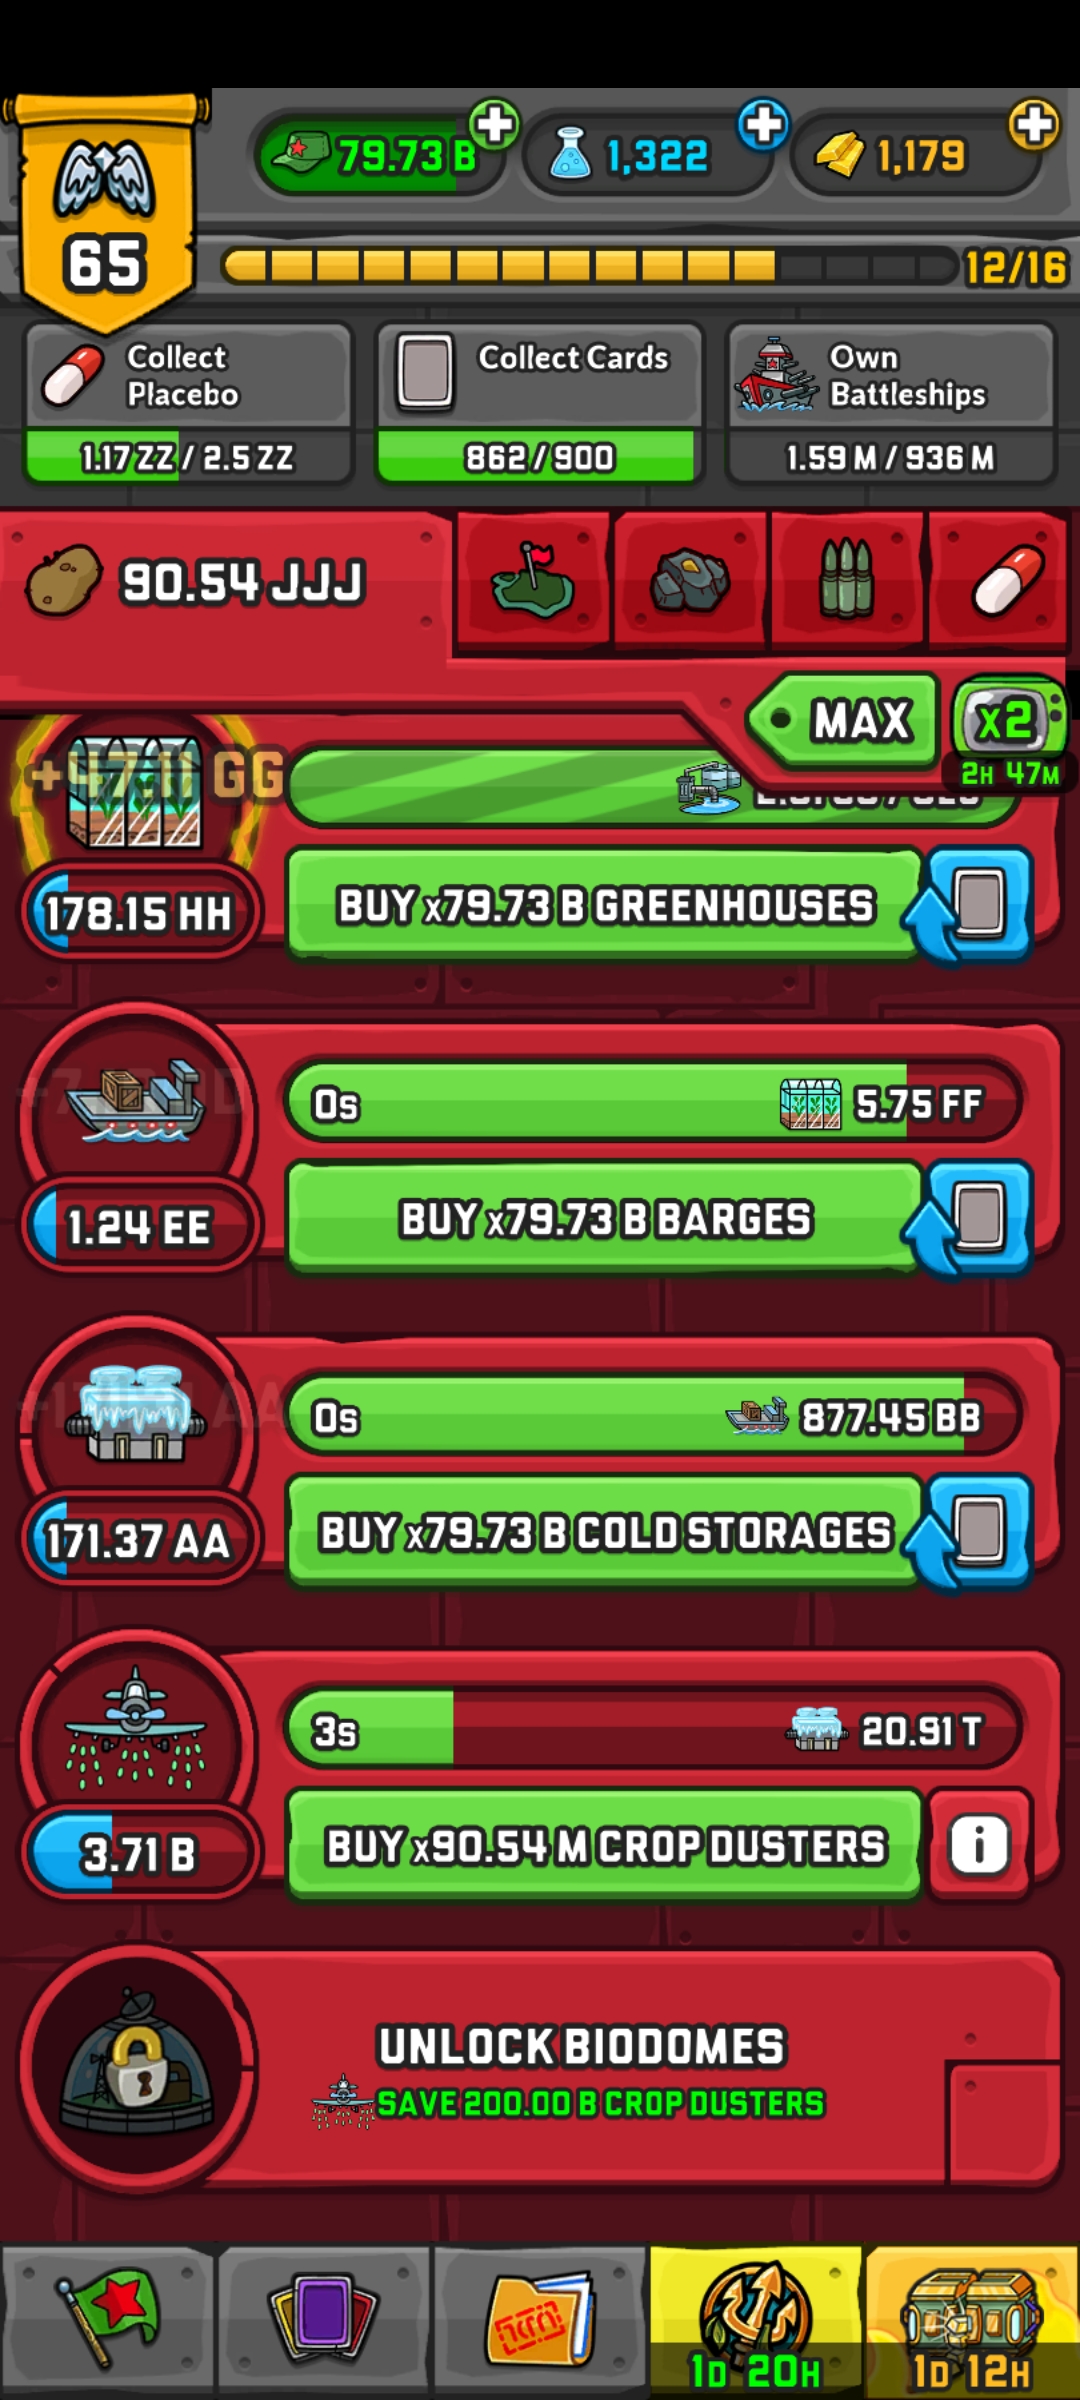 79.73 B
1,322
1,179
65
12/16
Collect
Placebo
1.17 ZZ / 2.5 ZZ
Collect Cards
862/900
Own
Battleships
1.59 M / 936 M
90.54 JJJ
MAX
x2
2H 47M
+47.11 GG
178.15 HH
BUY x79.73 B GREENHOUSES
0s
5.75 FF
1.24 EE
BUY x79.73 B BARGES
0s
877.45 BB
171.37 AA
BUY x79.73 B COLD STORAGES
3s
20.91 T
3.71 B
BUY x90.54 M CROP DUSTERS
i
UNLOCK BIODOMES
SAVE 200.00 B CROP DUSTERS
1D 20H
1D 12H